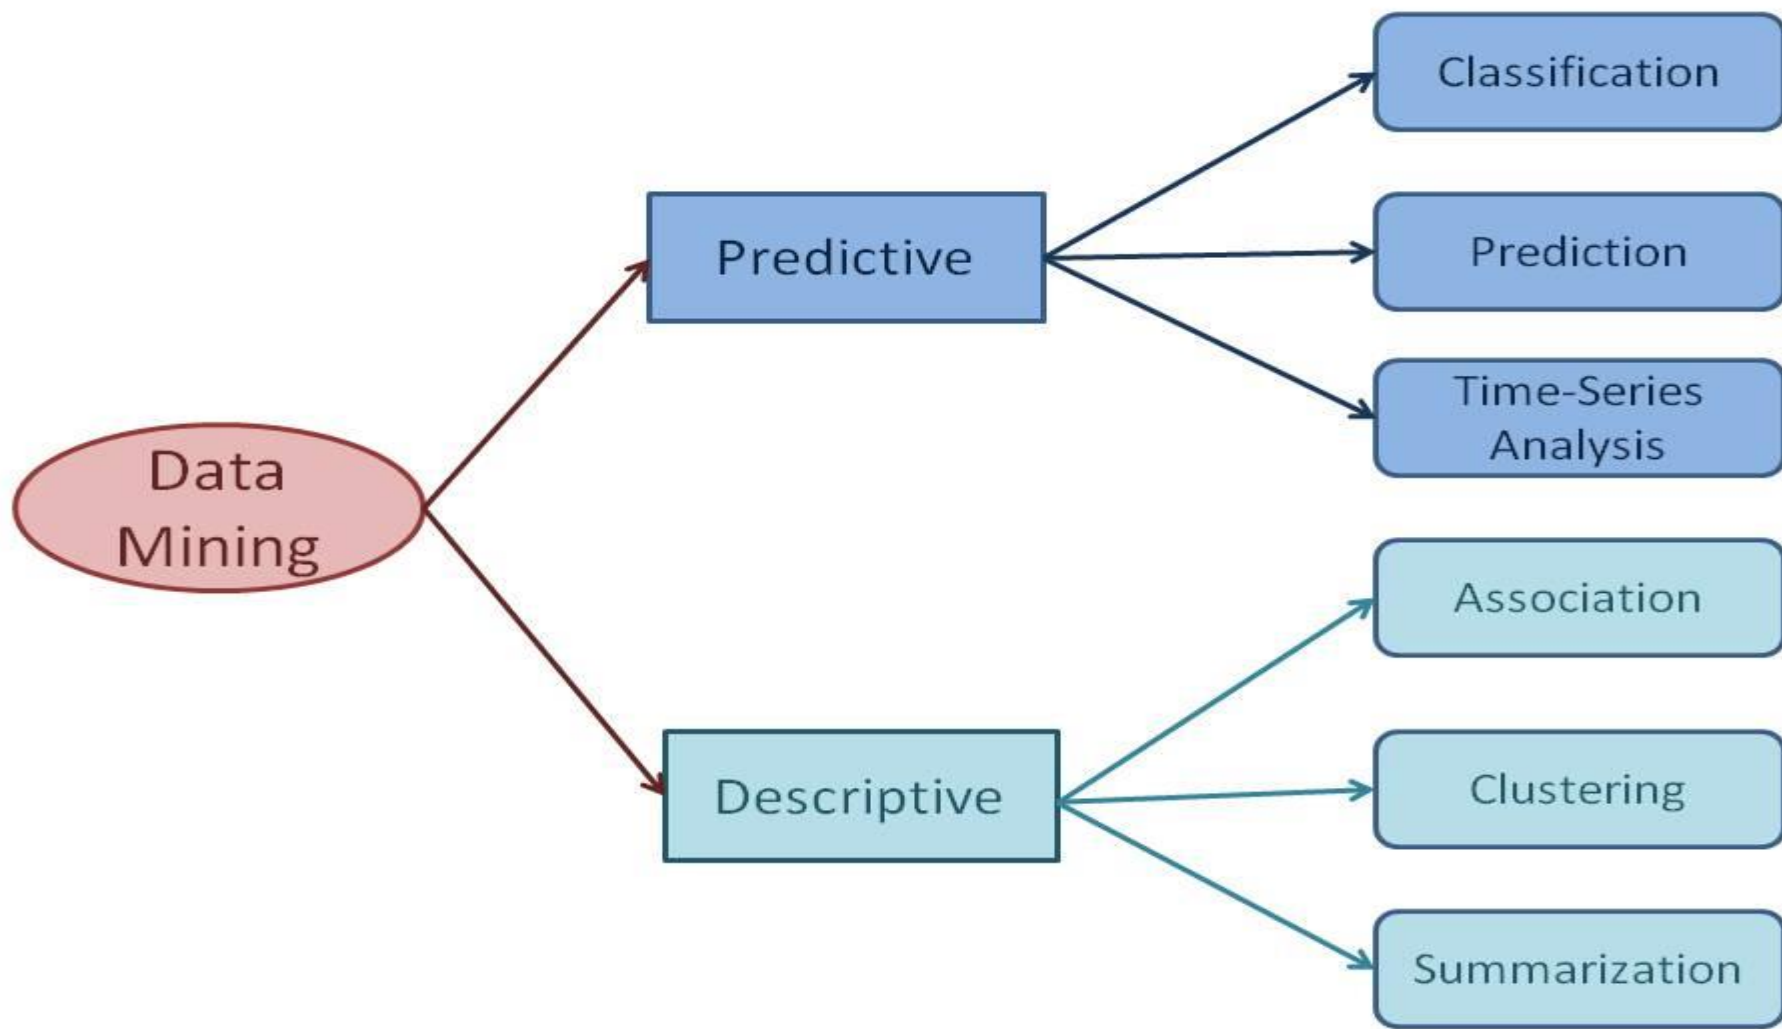 Data
Mining
Predictive
Classification
Prediction
Time-Series
Analysis
Descriptive
Association
Clustering
Summarization